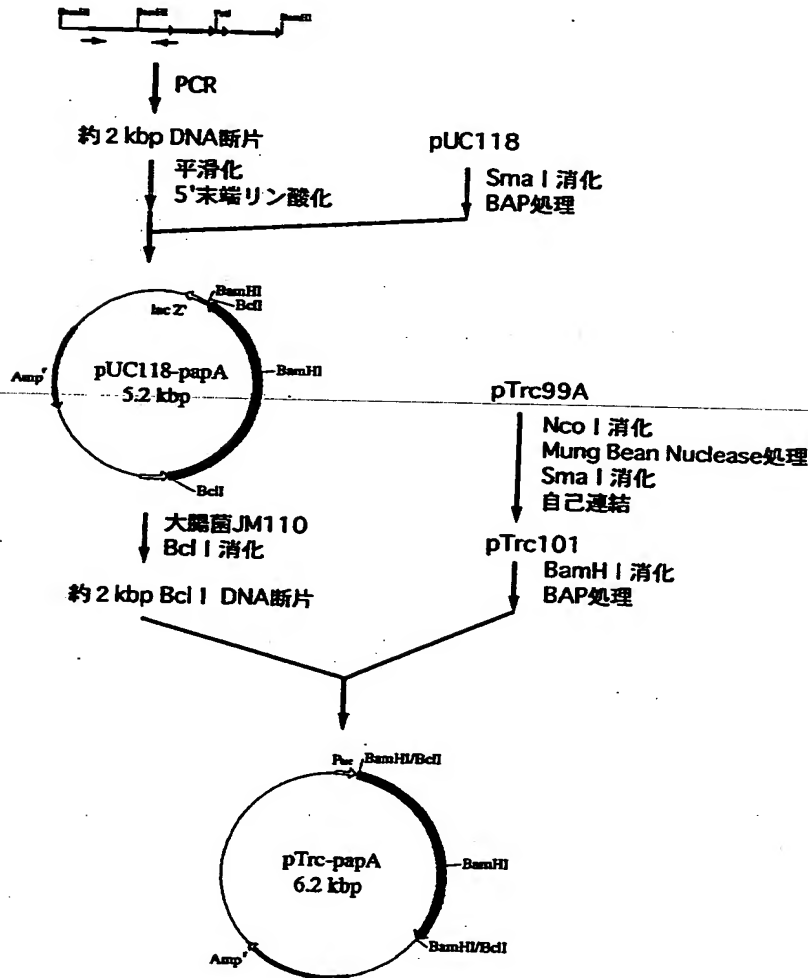 BamHI BamHI PstI BamHI
PCR
約2 kbp DNA断片
平滑化
5'末端リン酸化
pUC118
Sma I 消化
BAP処理
BamHI
BclI
lac Z'
Amp^r
pUC118-papA
5.2 kbp
BamHI
BclI
pTrc99A
Nco I 消化
Mung Bean Nuclease処理
Sma I 消化
自己連結
大腸菌JM110
Bcl I 消化
pTrc101
約2 kbp Bcl I DNA断片
BamH I 消化
BAP処理
Ptrc
BamHI/BclI
pTrc-papA
6.2 kbp
BamHI
BamHI/BclI
Amp^r